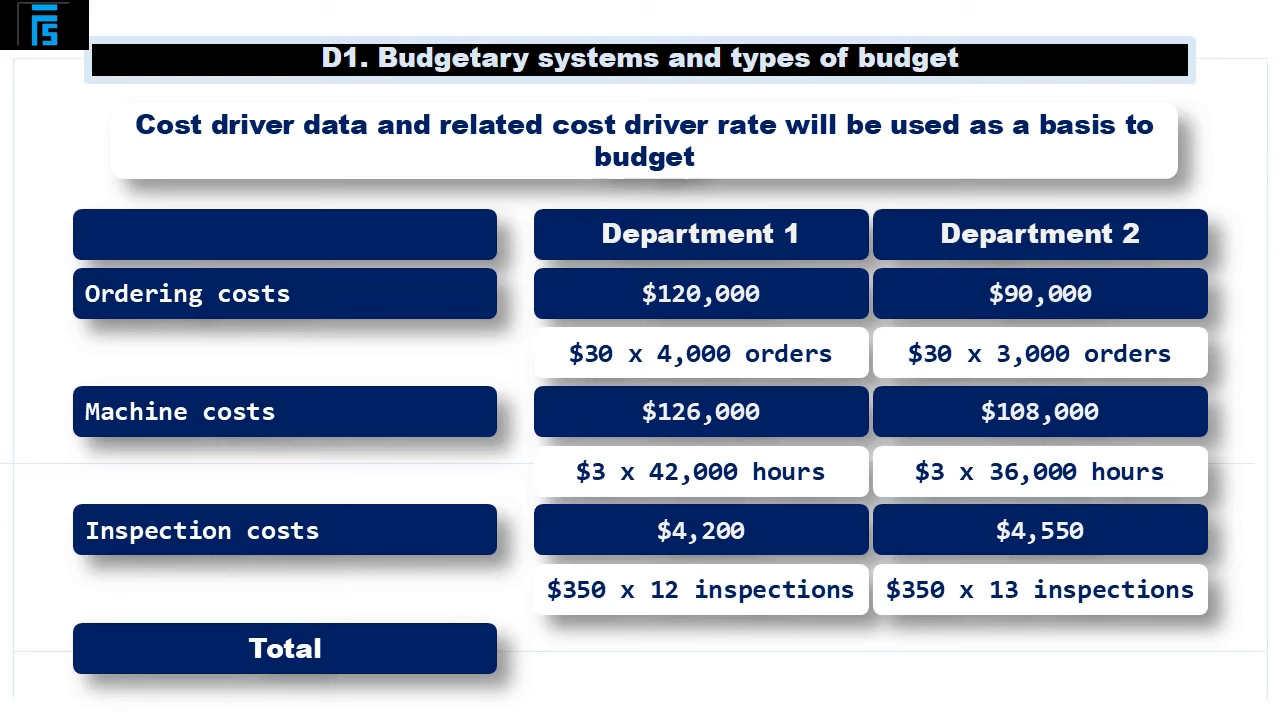 FTS
D1. Budgetary systems and types of budget
Cost driver data and related cost driver rate will be used as a basis to
budget
Department 1 Department 2
Ordering costs $120,000 $90,000
$30 x 4,000 orders $30 x 3,000 orders
Machine costs $126,000 $108,000
$3 x 42,000 hours $3 x 36,000 hours
Inspection costs $4,200 $4,550
$350 x 12 inspections $350 x 13 inspections
Total